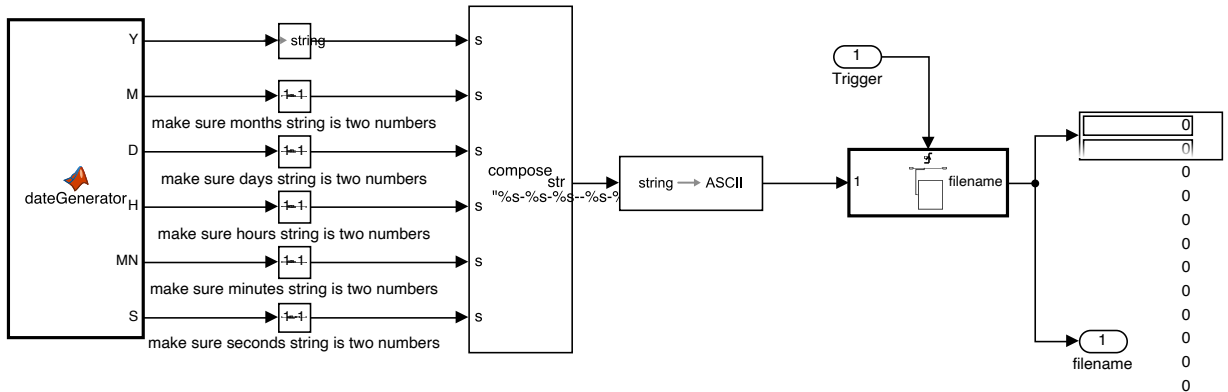 Y
string
s
M
s
make sure months string is two numbers
D
s
make sure days string is two numbers
dateGenerator
H
s
make sure hours string is two numbers
MN
s
make sure minutes string is two numbers
S
s
make sure seconds string is two numbers
compose
str
"%s-%s-%s--%s-%
string ASCII
1
Trigger
1
filename
0
0
0
0
0
0
0
0
0
0
0
0
1
filename